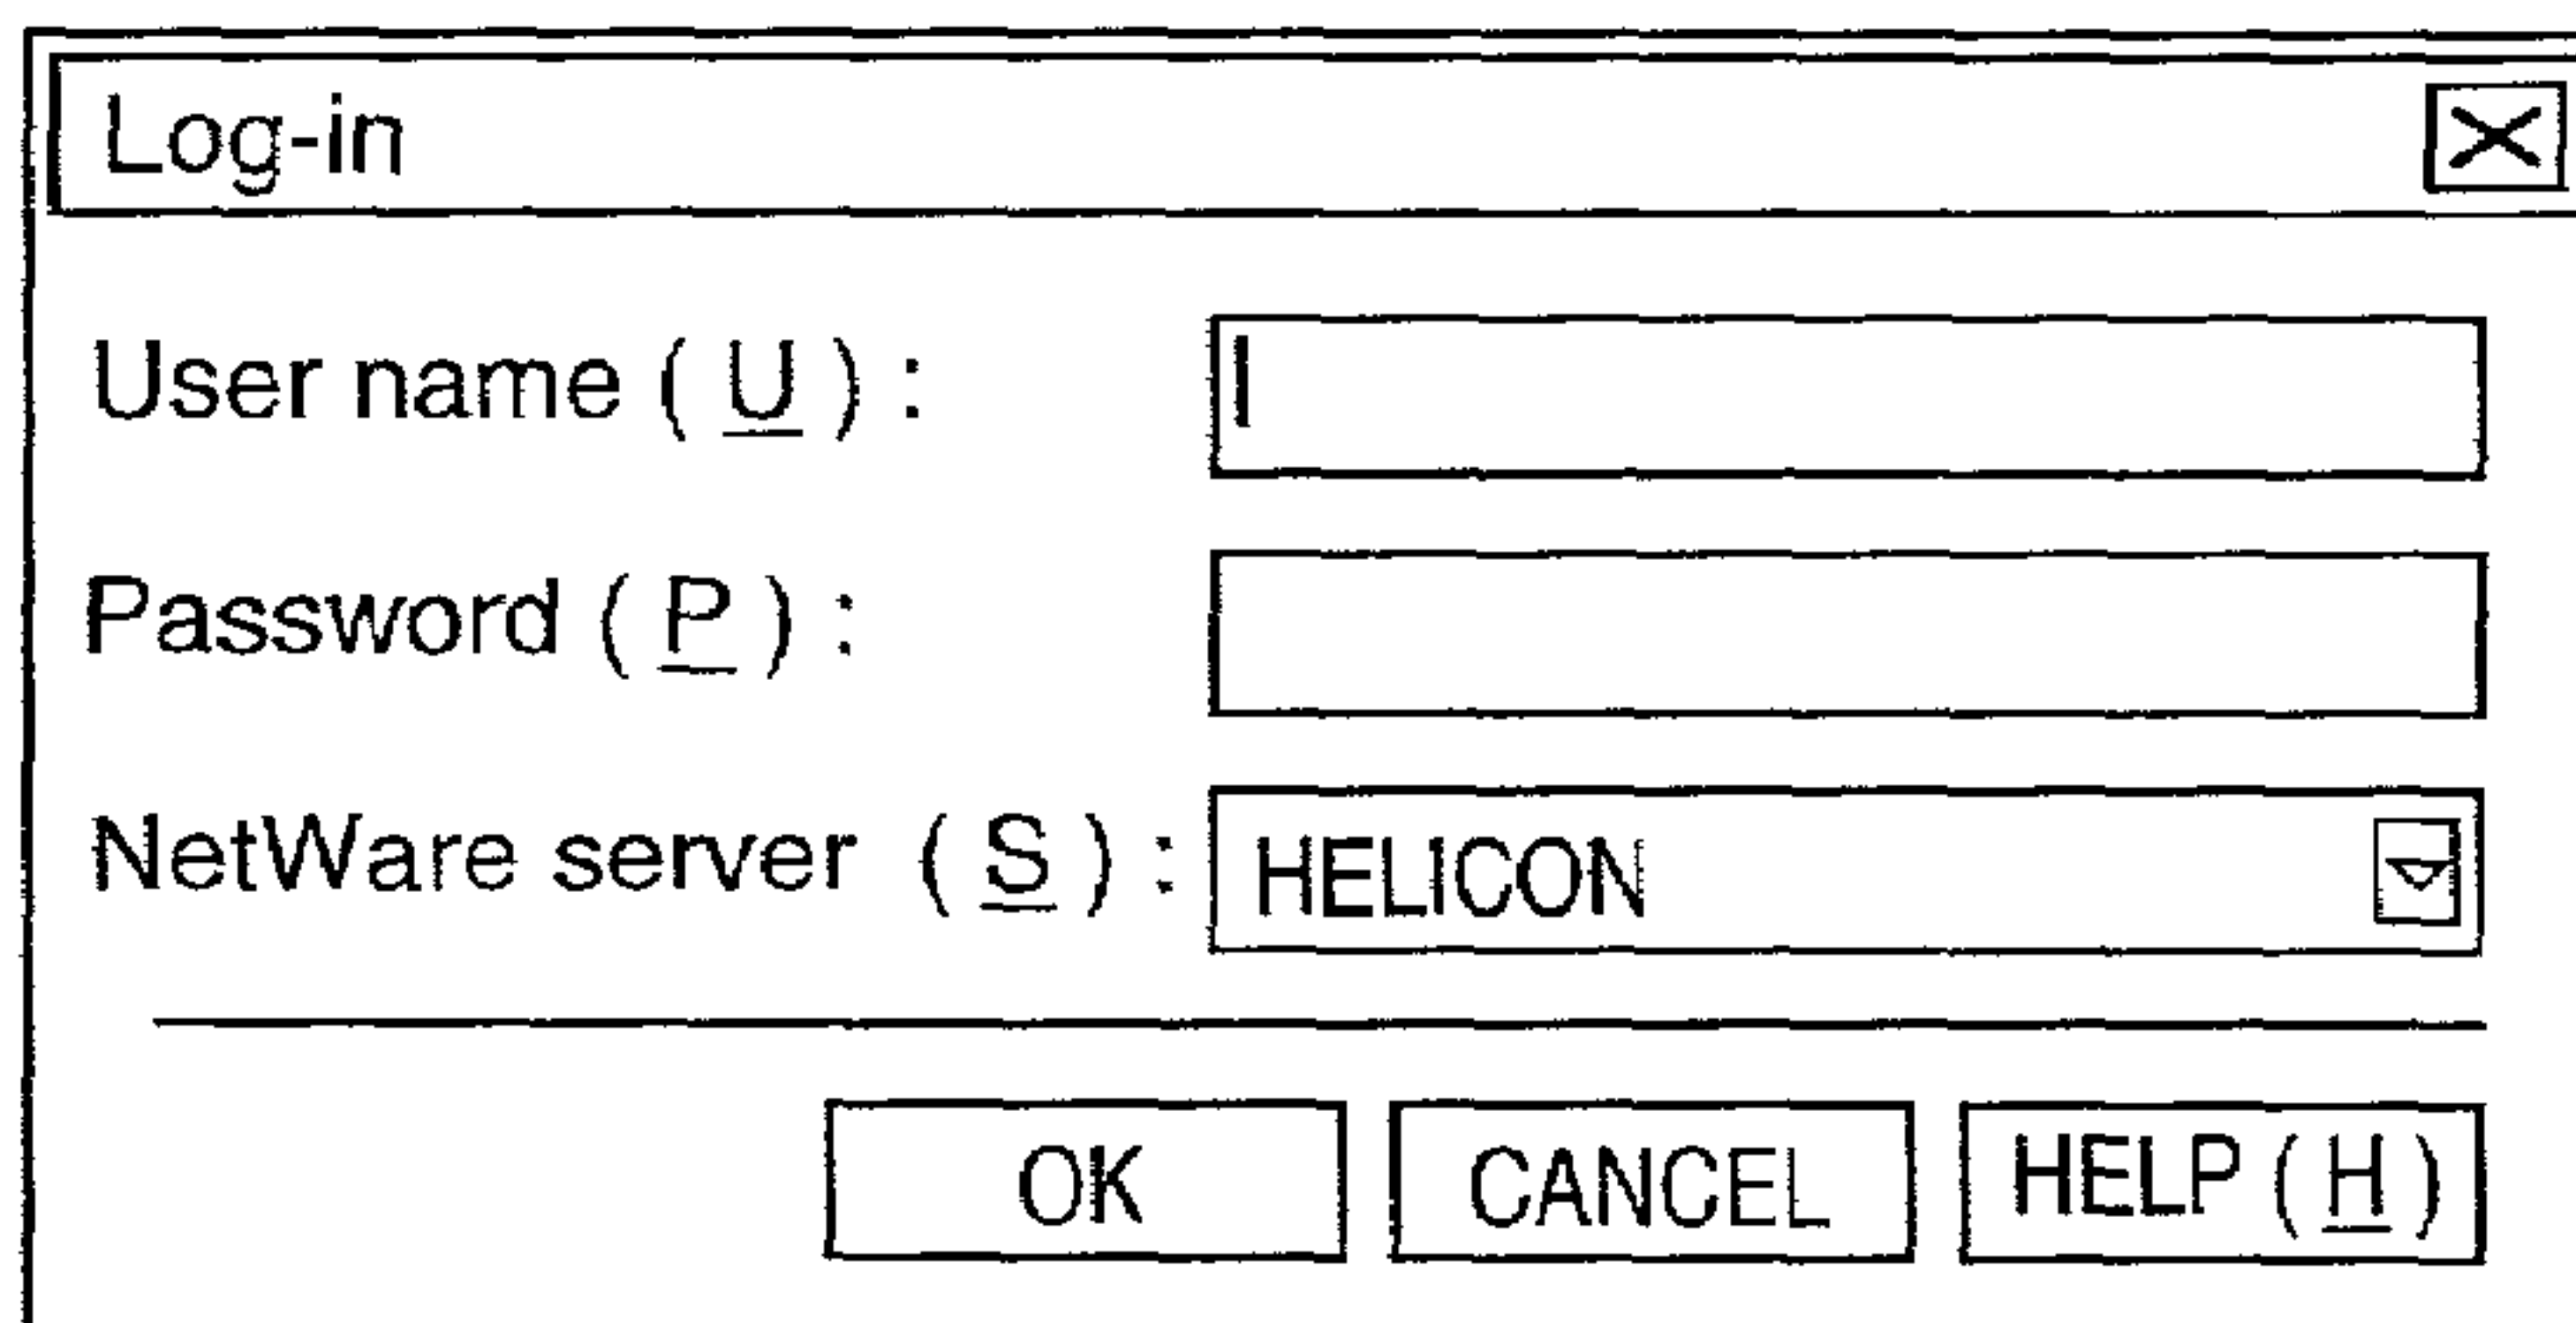 Log-in
User name ( U ) :
Password ( P ) :
NetWare server ( S ) : HELICON
OK CANCEL HELP ( H )